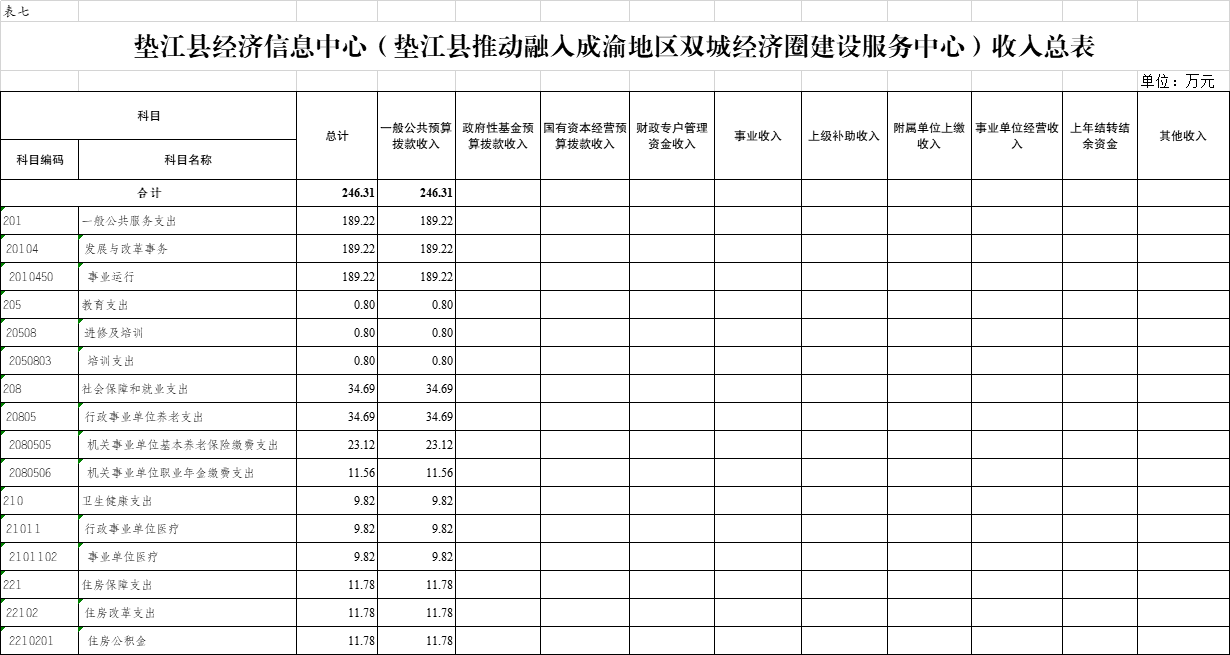 表七
垫江县经济信息中心（垫江县推动融入成渝地区双城经济圈建设服务中心）收入总表
单位：万元
科目 总计 一般公共预算拨款收入 政府性基金预算拨款收入 国有资本经营预算拨款收入 财政专户管理资金收入 事业收入 上级补助收入 附属单位上缴收入 事业单位经营收入 上年结转结余资金 其他收入
科目编码 科目名称
合计 246.31 246.31
201 一般公共服务支出 189.22 189.22
20104 发展与改革事务 189.22 189.22
2010450 事业运行 189.22 189.22
205 教育支出 0.80 0.80
20508 进修及培训 0.80 0.80
2050803 培训支出 0.80 0.80
208 社会保障和就业支出 34.69 34.69
20805 行政事业单位养老支出 34.69 34.69
2080505 机关事业单位基本养老保险缴费支出 23.12 23.12
2080506 机关事业单位职业年金缴费支出 11.56 11.56
210 卫生健康支出 9.82 9.82
21011 行政事业单位医疗 9.82 9.82
2101102 事业单位医疗 9.82 9.82
221 住房保障支出 11.78 11.78
22102 住房改革支出 11.78 11.78
2210201 住房公积金 11.78 11.78